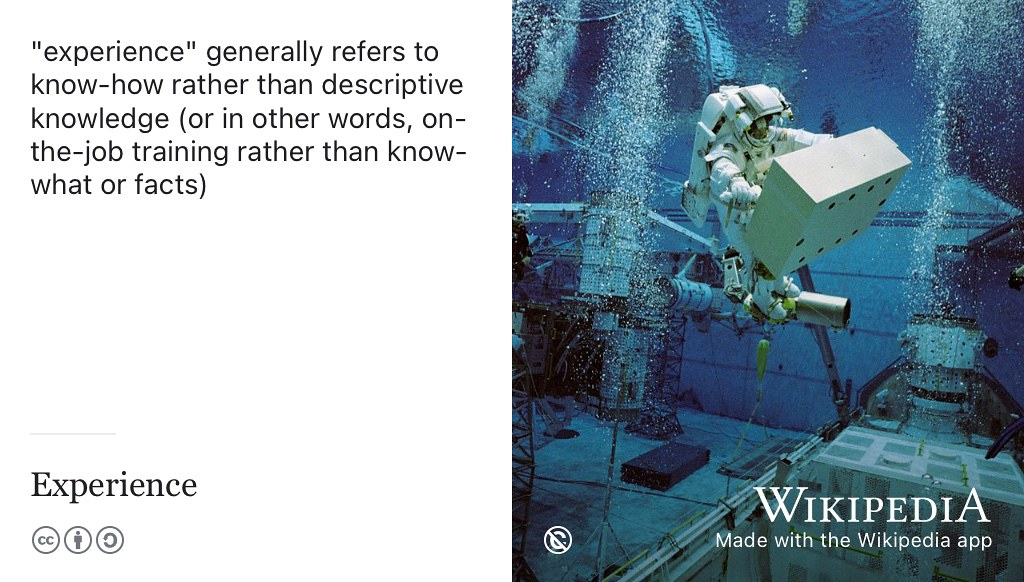 "experience" generally refers to
know-how rather than descriptive
knowledge (or in other words, on-
the-job training rather than know-
what or facts)
Experience
cc
WIKIPEDIA
Made with the Wikipedia app